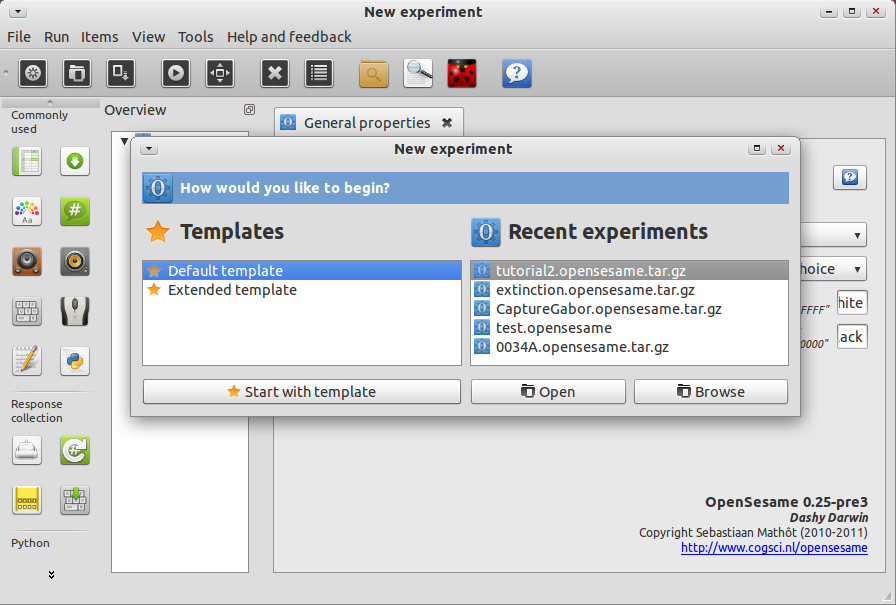 New experiment
File Run Items View Tools Help and feedback
Commonly
used
Overview
General properties
New experiment
How would you like to begin?
Templates
Recent experiments
Default template
Extended template
tutorial2.opensesame.tar.gz
extinction.opensesame.tar.gz
CaptureGabor.opensesame.tar.gz
test.opensesame
0034A.opensesame.tar.gz
Start with template
Open
Browse
Aa
hoice
FFFF"
hite
0000"
ack
Response
collection
Python
OpenSesame 0.25-pre3
Dashy Darwin
Copyright Sebastiaan Mathôt (2010-2011)
http://www.cogsci.nl/opensesame